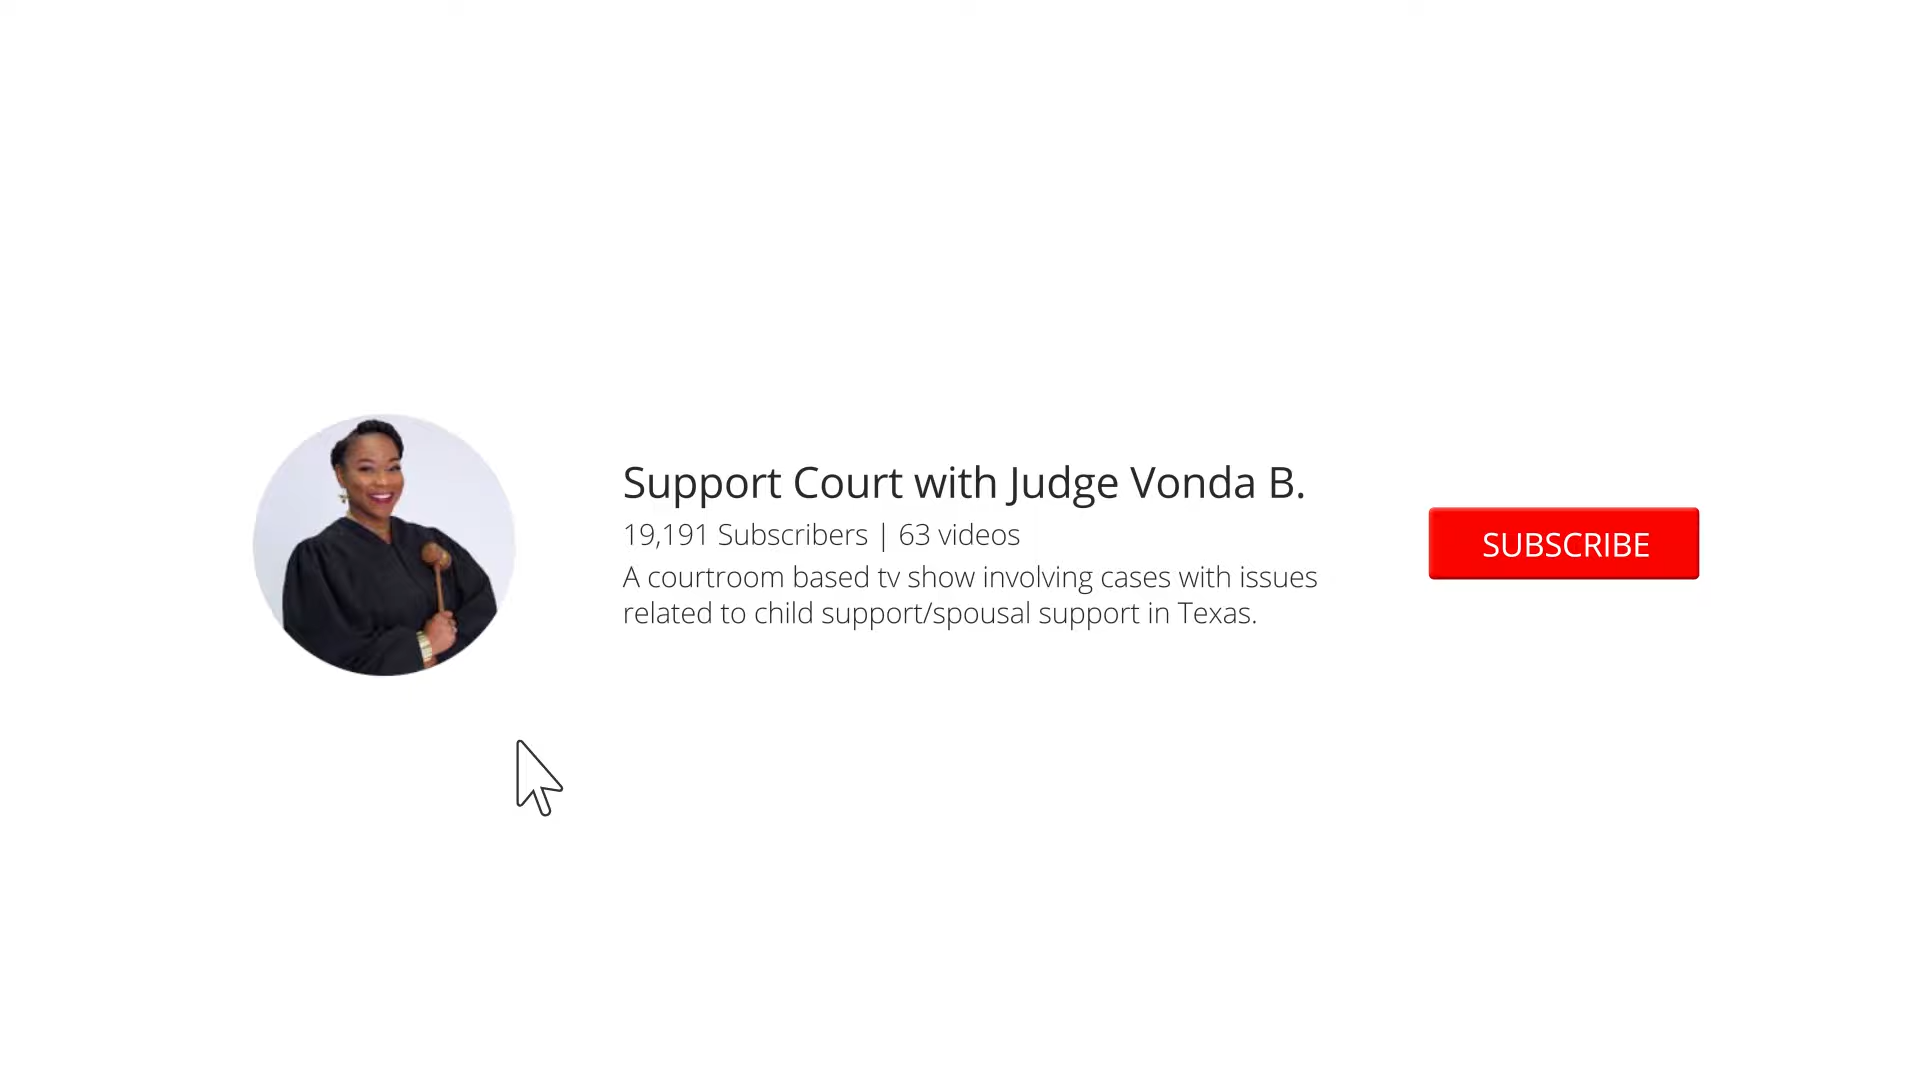 Support Court with Judge Vonda B.
19,191 Subscribers | 63 videos
A courtroom based tv show involving cases with issues
related to child support/spousal support in Texas.
SUBSCRIBE